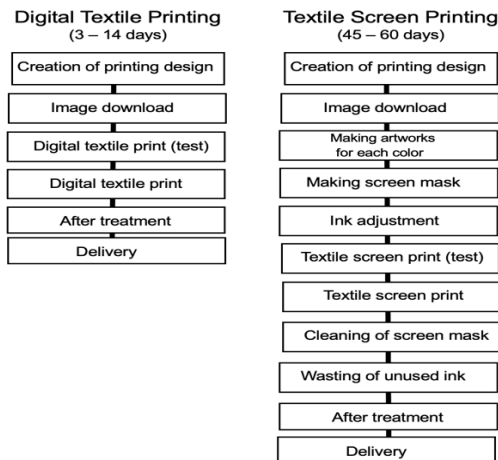 Digital Textile Printing
(3 – 14 days)
Creation of printing design
Image download
Digital textile print (test)
Digital textile print
After treatment
Delivery
Textile Screen Printing
(45 – 60 days)
Creation of printing design
Image download
Making artworks
for each color
Making screen mask
Ink adjustment
Textile screen print (test)
Textile screen print
Cleaning of screen mask
Wasting of unused ink
After treatment
Delivery